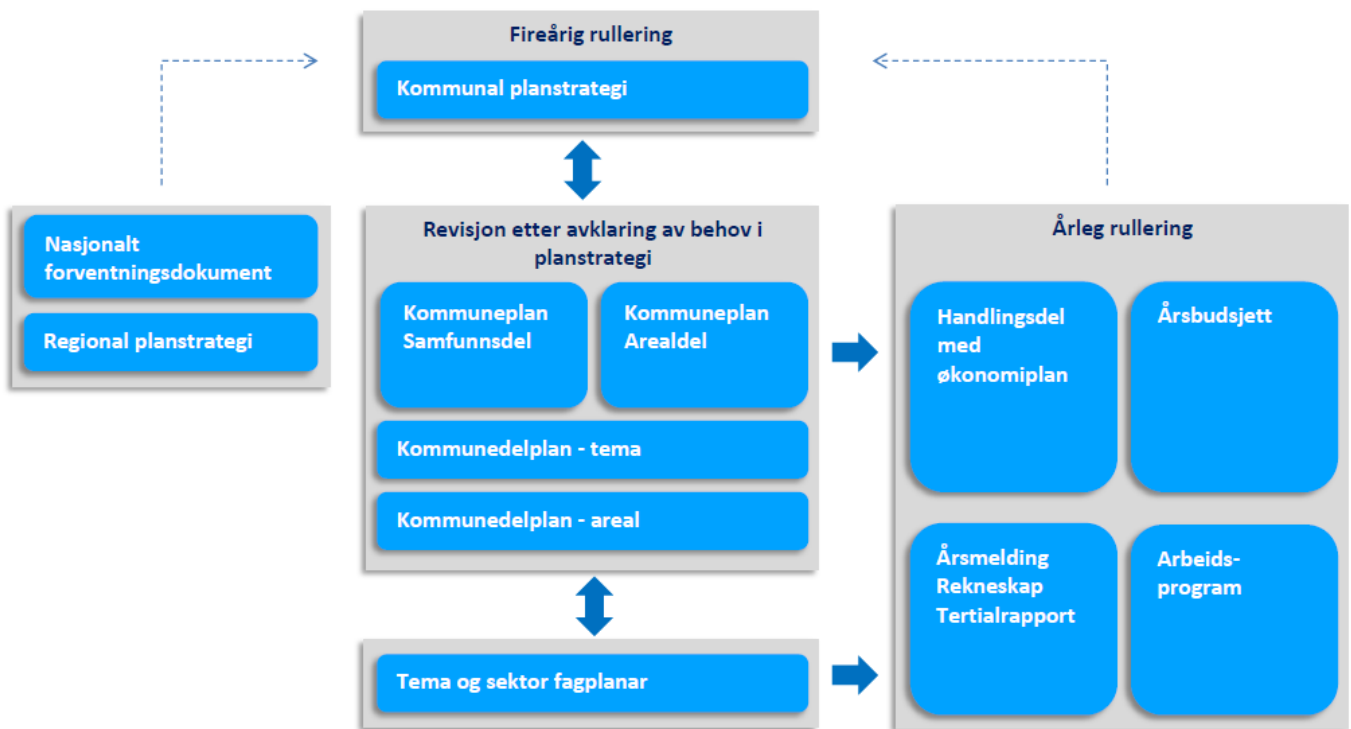 Fireårig rullering
Kommunal planstrategi
Nasjonalt
forventningsdokument
Regional planstrategi
Revisjon etter avklaring av behov i
planstrategi
Kommuneplan
Samfunnsdel
Kommuneplan
Arealdel
Kommunedelplan - tema
Kommunedelplan - areal
Tema og sektor fagplanar
Årleg rullering
Handlingsdel
med
økonomiplan
Årsbudsjett
Årsmelding
Rekneskap
Tertialrapport
Arbeids-
program